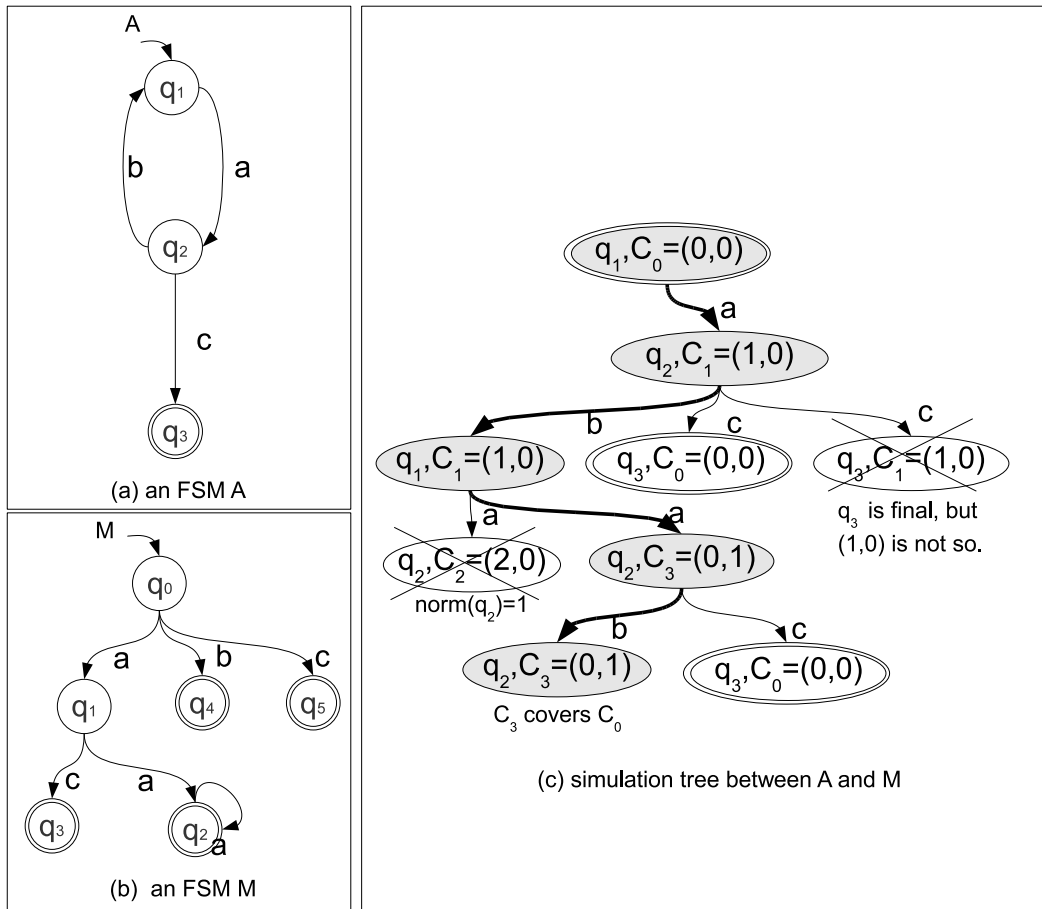 A
q1
b
a
q2
c
q3
(a) an FSM A
M
q0
a
b
c
q1
q4
q5
c
a
q3
q2
a
(b) an FSM M
q1,C0=(0,0)
a
q2,C1=(1,0)
b
c
c
q1,C1=(1,0)
q3,C0=(0,0)
q3,C1=(1,0)
q3 is final, but
(1,0) is not so.
a
a
q2,C2=(2,0)
norm(q2)=1
q2,C3=(0,1)
b
c
q2,C3=(0,1)
q3,C0=(0,0)
C3 covers C0
(c) simulation tree between A and M